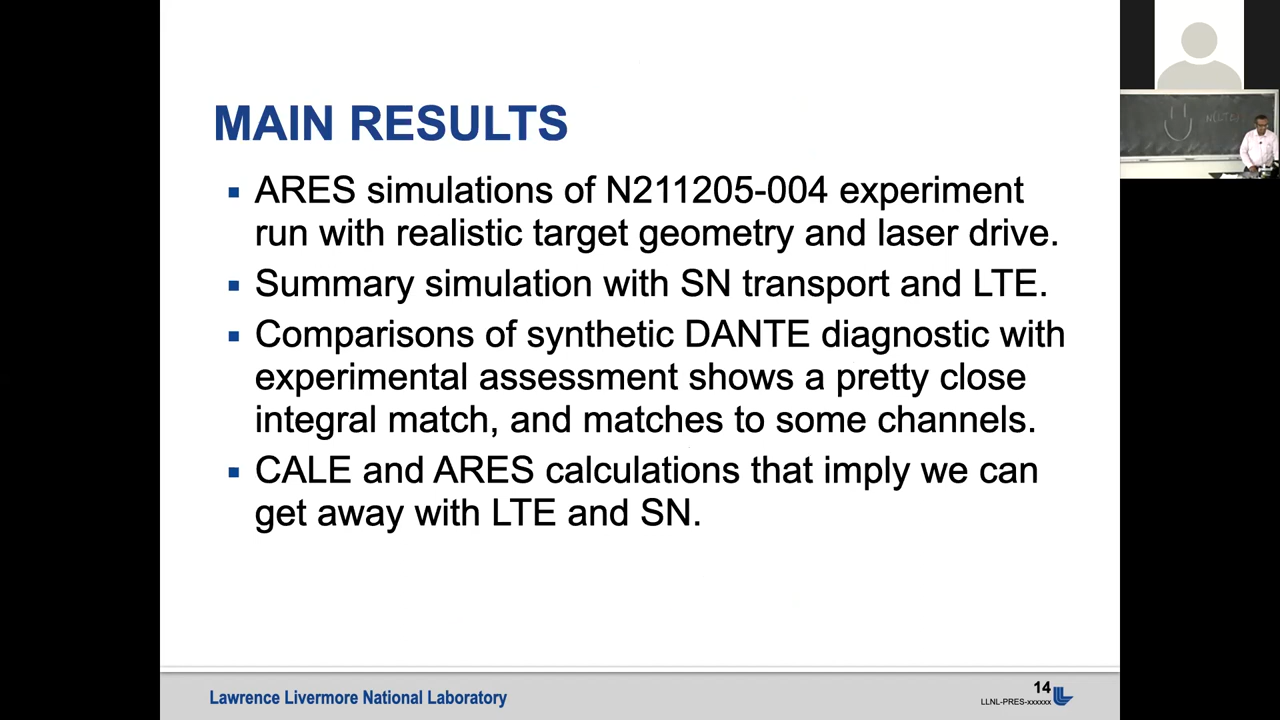 MAIN RESULTS
▪ ARES simulations of N211205-004 experiment
run with realistic target geometry and laser drive.
▪ Summary simulation with SN transport and LTE.
▪ Comparisons of synthetic DANTE diagnostic with
experimental assessment shows a pretty close
integral match, and matches to some channels.
▪ CALE and ARES calculations that imply we can
get away with LTE and SN.
Lawrence Livermore National Laboratory
14
LLNL-PRES-xxxxxx